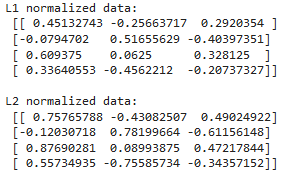 L1 normalized data:
[[ 0.45132743 -0.25663717  0.2920354 ]
[-0.0794702   0.51655629 -0.40397351]
[ 0.609375    0.0625      0.328125  ]
[ 0.33640553 -0.4562212  -0.20737327]]
L2 normalized data:
[[ 0.75765788 -0.43082507  0.49024922]
[-0.12030718  0.78199664 -0.61156148]
[ 0.87690281  0.08993875  0.47217844]
[ 0.55734935 -0.75585734 -0.34357152]]